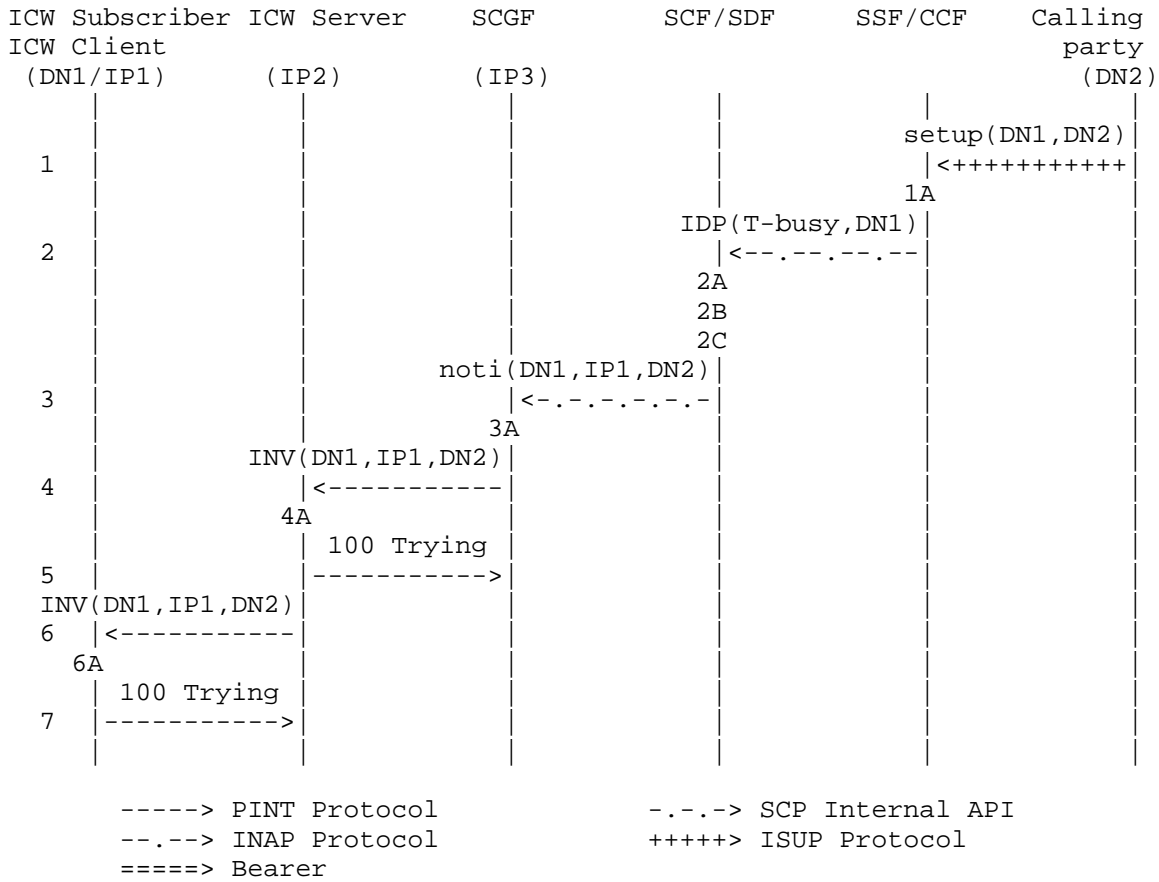 ICW Subscriber ICW Server SCGF SCF/SDF SSF/CCF Calling
ICW Client party
(DN1/IP1) (IP2) (IP3) (DN2)
setup(DN1,DN2)
1 <+++++++++++
1A
IDP(T-busy,DN1)
2 <--.--.--.--
2A
2B
2C
noti(DN1,IP1,DN2)
3 <-.-.-.-.-.-
3A
INV(DN1,IP1,DN2)
4 <-----------
4A
100 Trying
5 ----------->
INV(DN1,IP1,DN2)
6 <-----------
6A
100 Trying
7 ----------->
-----> PINT Protocol -.-.-> SCP Internal API
--.--> INAP Protocol +++++> ISUP Protocol
=====> Bearer